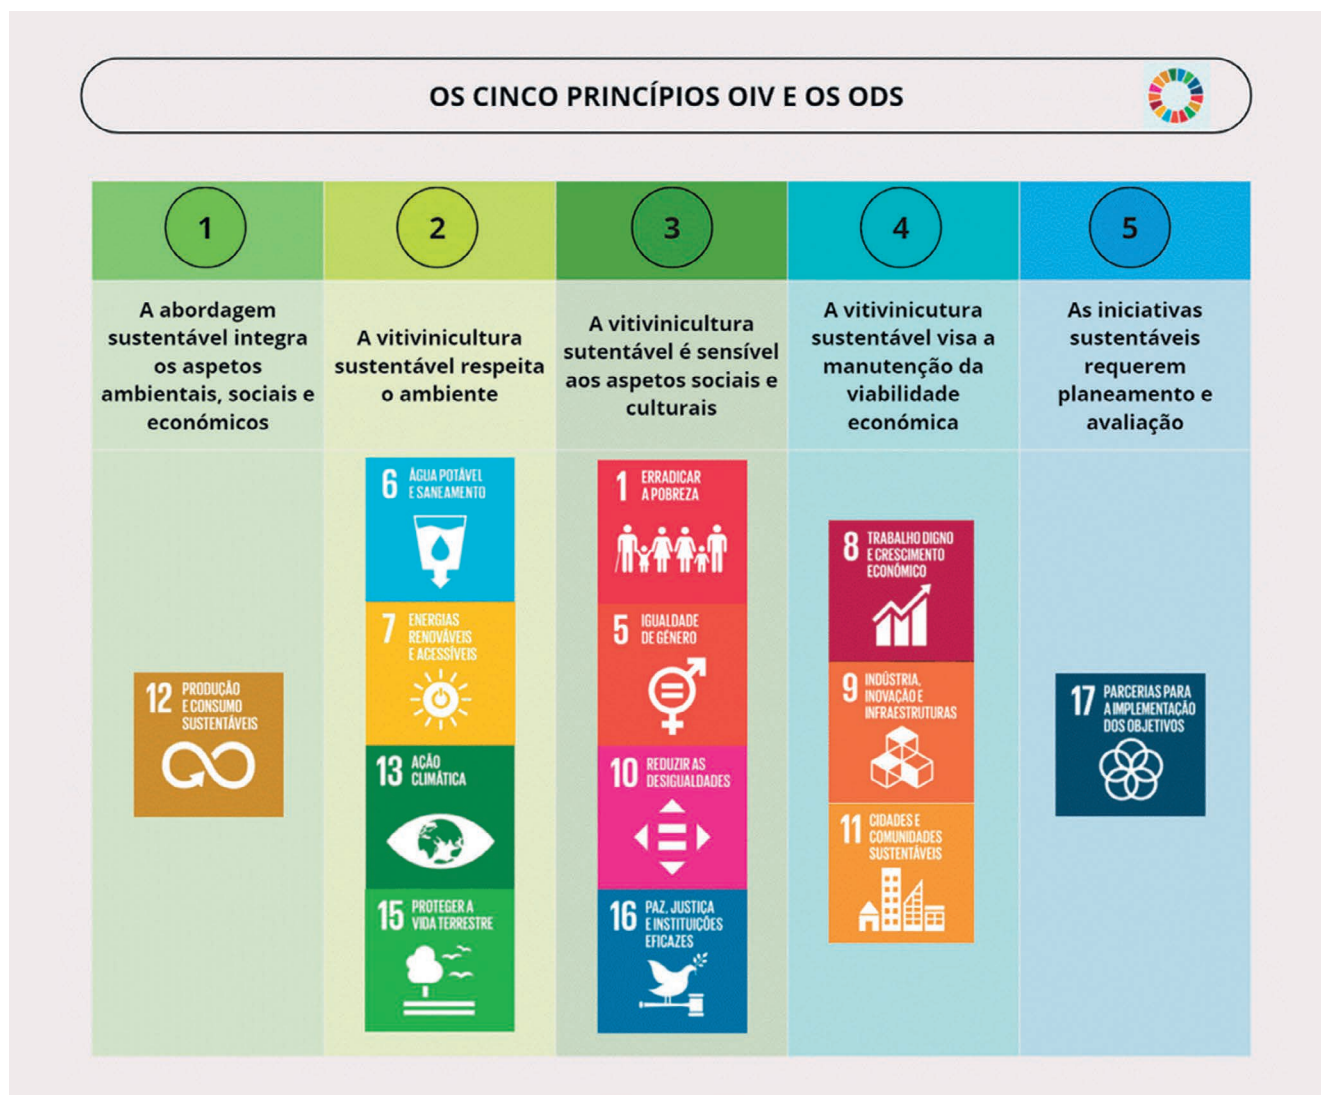 OS CINCO PRINCÍPIOS OIV E OS ODS
1
A abordagem
sustentável integra
os aspetos
ambientais, sociais e
económicos
12 PRODUÇÃO
E CONSUMO
SUSTENTÁVEIS
2
A vitivinicultura
sustentável respeita
o ambiente
6 ÁGUA POTÁVEL
E SANEAMENTO
7 ENERGIAS
RENOVÁVEIS
E ACESSÍVEIS
13 AÇÃO
CLIMÁTICA
15 PROTEGER A
VIDA TERRESTRE
3
A vitivinicultura
sutentável é sensível
aos aspetos sociais e
culturais
1 ERRADICAR
A POBREZA
5 IGUALDADE
DE GÉNERO
10 REDUZIR AS
DESIGUALDADES
16 PAZ, JUSTIÇA
E INSTITUIÇÕES
EFICAZES
4
A vitivinicutura
sustentável visa a
manutenção da
viabilidade
económica
8 TRABALHO DIGNO
E CRESCIMENTO
ECONÓMICO
9 INDÚSTRIA,
INOVAÇÃO E
INFRAESTRUTURAS
11 CIDADES E
COMUNIDADES
SUSTENTÁVEIS
5
As iniciativas
sustentáveis
requerem
planeamento e
avaliação
17 PARCERIAS PARA
A IMPLEMENTAÇÃO
DOS OBJETIVOS